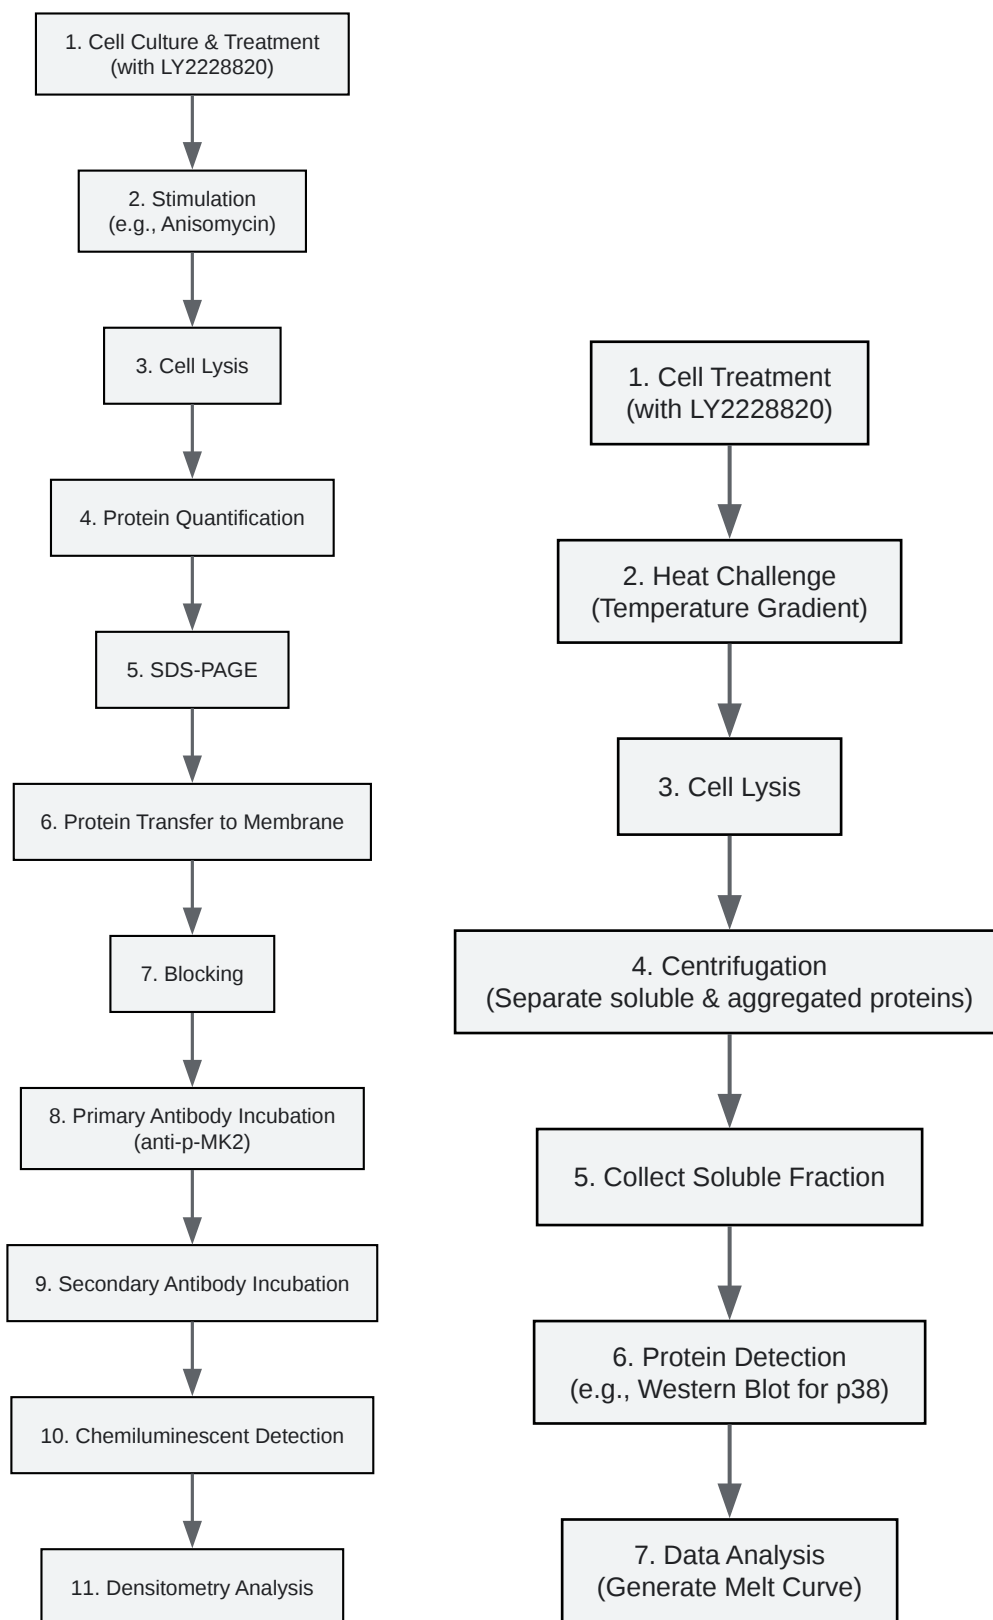 1. Cell Culture & Treatment
(with LY2228820)
2. Stimulation
(e.g., Anisomycin)
3. Cell Lysis
4. Protein Quantification
5. SDS-PAGE
6. Protein Transfer to Membrane
7. Blocking
8. Primary Antibody Incubation
(anti-p-MK2)
9. Secondary Antibody Incubation
10. Chemiluminescent Detection
11. Densitometry Analysis
1. Cell Treatment
(with LY2228820)
2. Heat Challenge
(Temperature Gradient)
3. Cell Lysis
4. Centrifugation
(Separate soluble & aggregated proteins)
5. Collect Soluble Fraction
6. Protein Detection
(e.g., Western Blot for p38)
7. Data Analysis
(Generate Melt Curve)